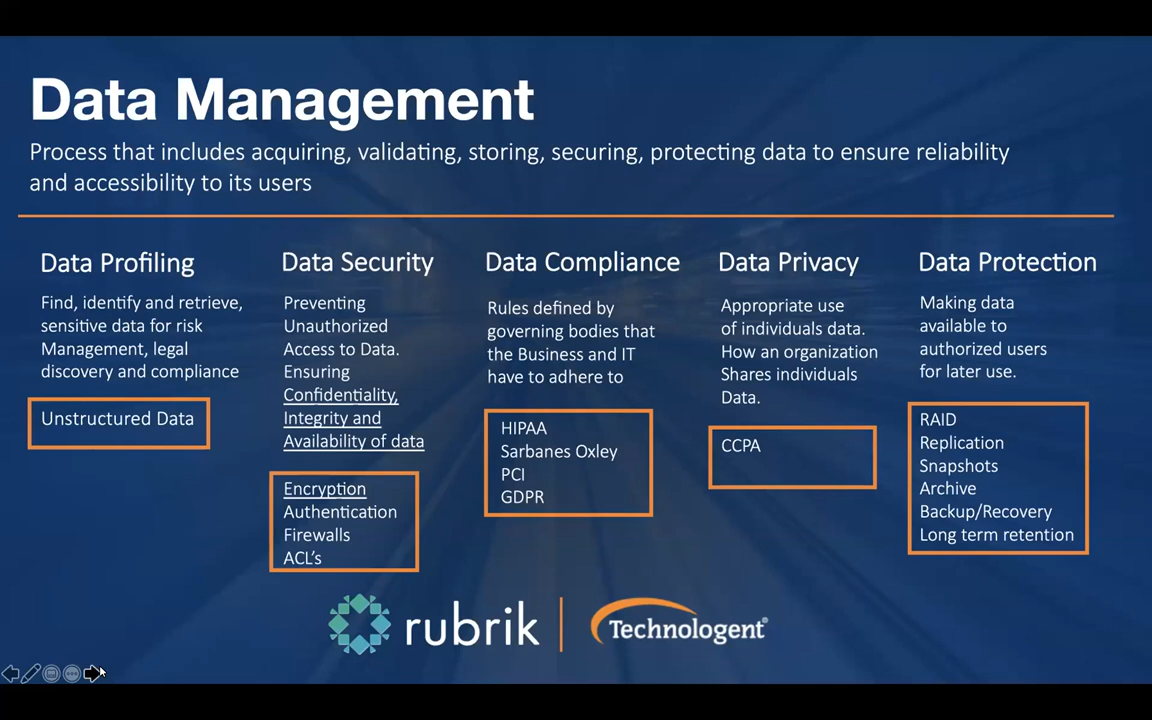 Data Management
Process that includes acquiring, validating, storing, securing, protecting data to ensure reliability
and accessibility to its users
Data Profiling
Find, identify and retrieve,
sensitive data for risk
Management, legal
discovery and compliance
Unstructured Data
Data Security
Preventing
Unauthorized
Access to Data.
Ensuring
Confidentiality,
Integrity and
Availability of data
Encryption
Authentication
Firewalls
ACL’s
Data Compliance
Rules defined by
governing bodies that
the Business and IT
have to adhere to
HIPAA
Sarbanes Oxley
PCI
GDPR
Data Privacy
Appropriate use
of individuals data.
How an organization
Shares individuals
Data.
CCPA
Data Protection
Making data
available to
authorized users
for later use.
RAID
Replication
Snapshots
Archive
Backup/Recovery
Long term retention
rubrik
Technologent®